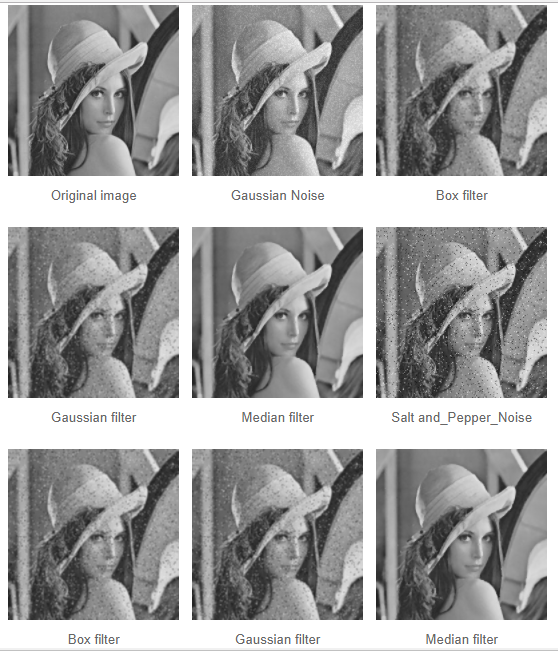 Original image
Gaussian Noise
Box filter
Gaussian filter
Median filter
Salt and_Pepper_Noise
Box filter
Gaussian filter
Median filter